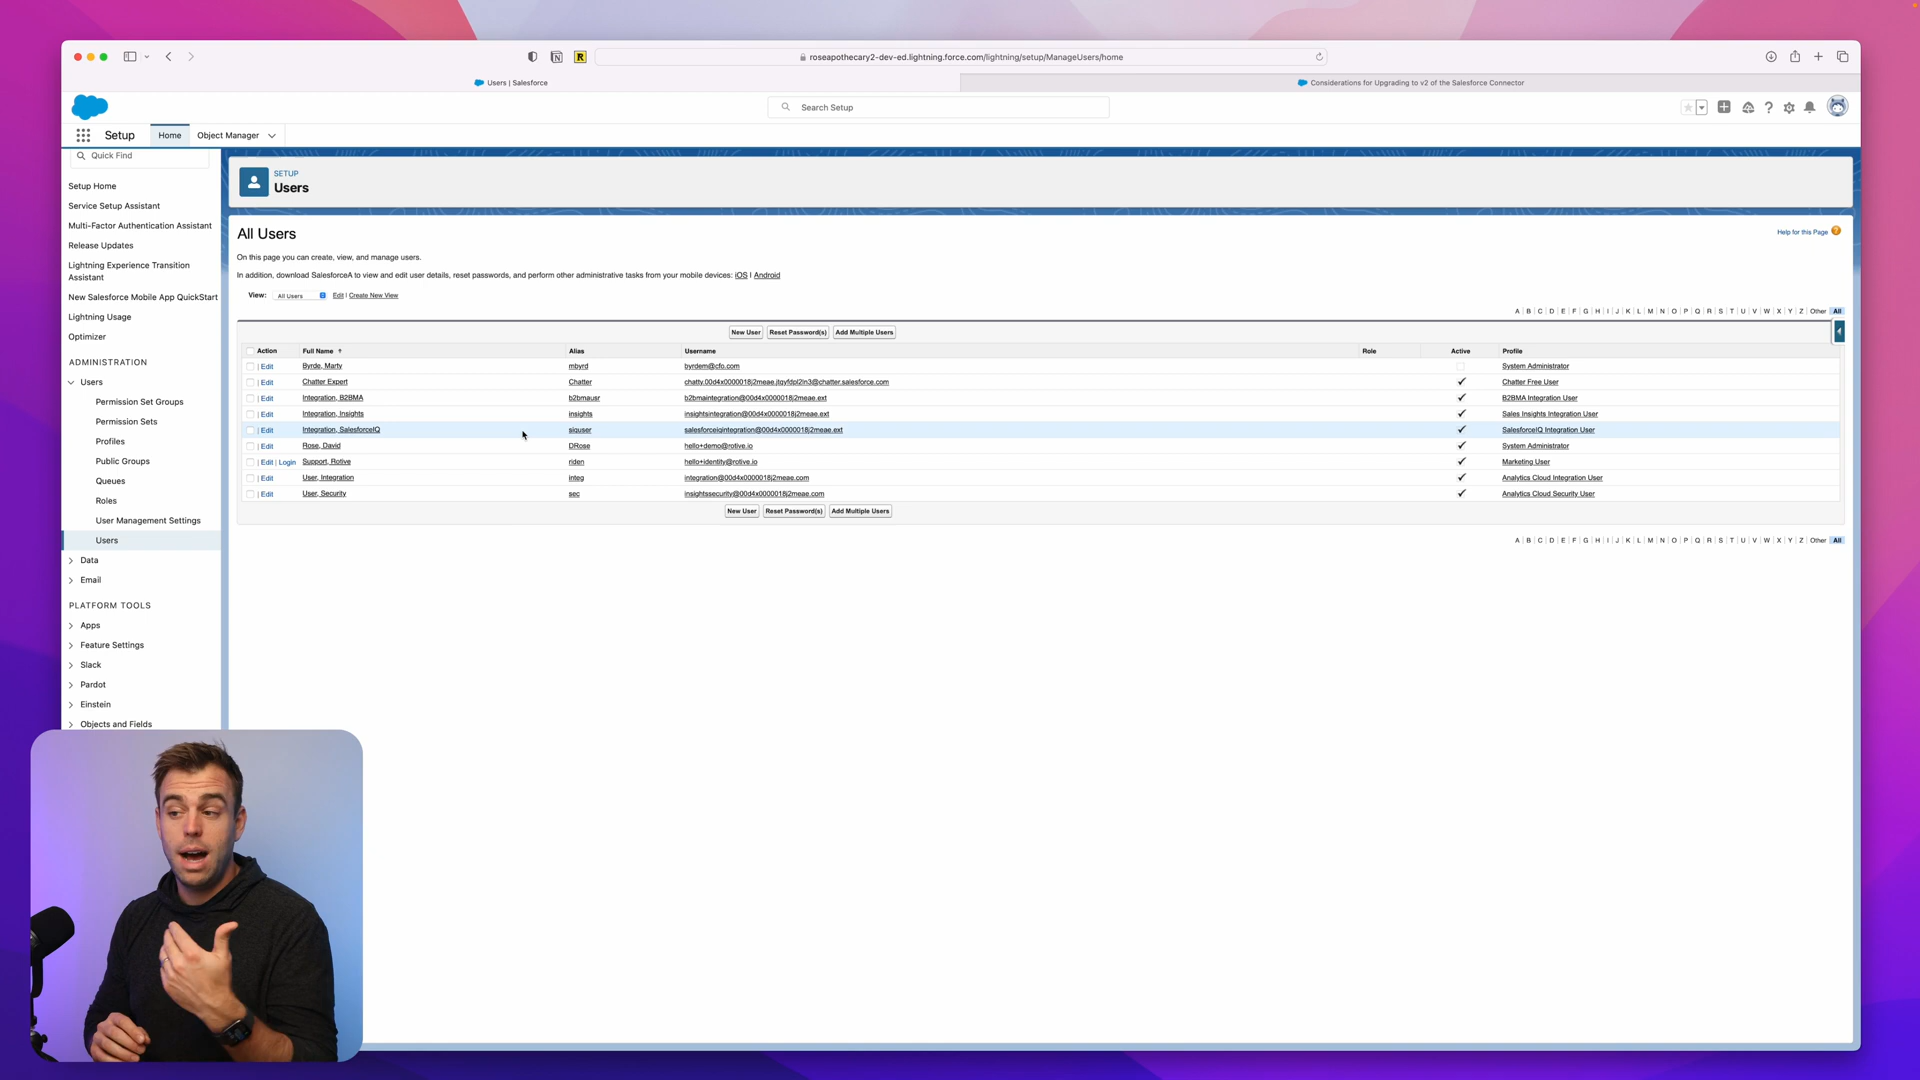 R
roseapothecary2-dev-ed.lightning.force.com/lightning/setup/ManageUsers/home
Users | Salesforce
Considerations for Upgrading to v2 of the Salesforce Connector
Search Setup
Setup
Home
Object Manager
Quick Find
Setup Home
Service Setup Assistant
Multi-Factor Authentication Assistant
Release Updates
Lightning Experience Transition
Assistant
New Salesforce Mobile App QuickStart
Lightning Usage
Optimizer
ADMINISTRATION
Users
Permission Set Groups
Permission Sets
Profiles
Public Groups
Queues
Roles
User Management Settings
Users
Data
Email
PLATFORM TOOLS
Apps
Feature Settings
Slack
Pardot
Einstein
Objects and Fields
SETUP
Users
All Users
Help for this Page ?
On this page you can create, view, and manage users.
In addition, download SalesforceA to view and edit user details, reset passwords, and perform other administrative tasks from your mobile devices: iOS | Android
View: All Users Edit | Create New View
A | B | C | D | E | F | G | H | I | J | K | L | M | N | O | P | Q | R | S | T | U | V | W | X | Y | Z | Other | All
New User Reset Password(s) Add Multiple Users
Action Full Name ↑ Alias Username Role Active Profile
| Edit Byrde, Marty mbyrd byrdem@cfo.com System Administrator
| Edit Chatter Expert Chatter chatty.00d4x0000018j2meae.jtqyfdpl2in3@chatter.salesforce.com ✓ Chatter Free User
| Edit Integration, B2BMA b2bmausr b2bmaintegration@00d4x0000018j2meae.ext ✓ B2BMA Integration User
| Edit Integration, Insights insights insightsintegration@00d4x0000018j2meae.ext ✓ Sales Insights Integration User
| Edit Integration, SalesforceIQ siquser salesforceiqintegration@00d4x0000018j2meae.ext ✓ SalesforceIQ Integration User
| Edit Rose, David DRose hello+demo@rotive.io ✓ System Administrator
| Edit | Login Support, Rotive riden hello+identity@rotive.io ✓ Marketing User
| Edit User, Integration integ integration@00d4x0000018j2meae.com ✓ Analytics Cloud Integration User
| Edit User, Security sec insightssecurity@00d4x0000018j2meae.com ✓ Analytics Cloud Security User
New User Reset Password(s) Add Multiple Users
A | B | C | D | E | F | G | H | I | J | K | L | M | N | O | P | Q | R | S | T | U | V | W | X | Y | Z | Other | All